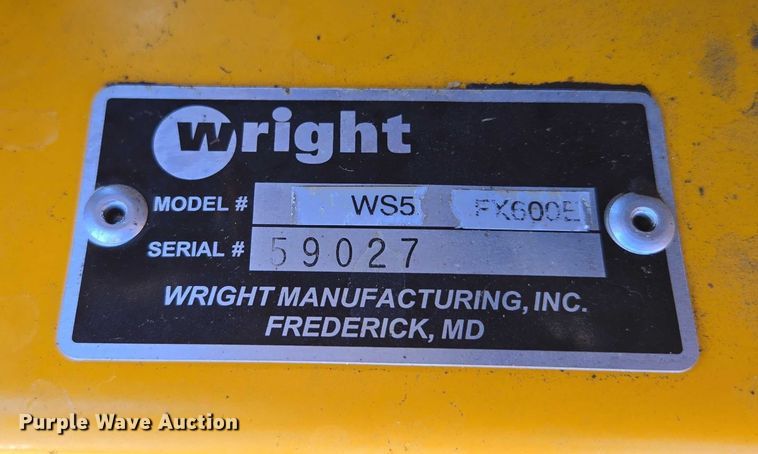 wright
MODEL # WS5 FX600E
SERIAL # 59027
WRIGHT MANUFACTURING, INC.
FREDERICK, MD
Purple Wave Auction